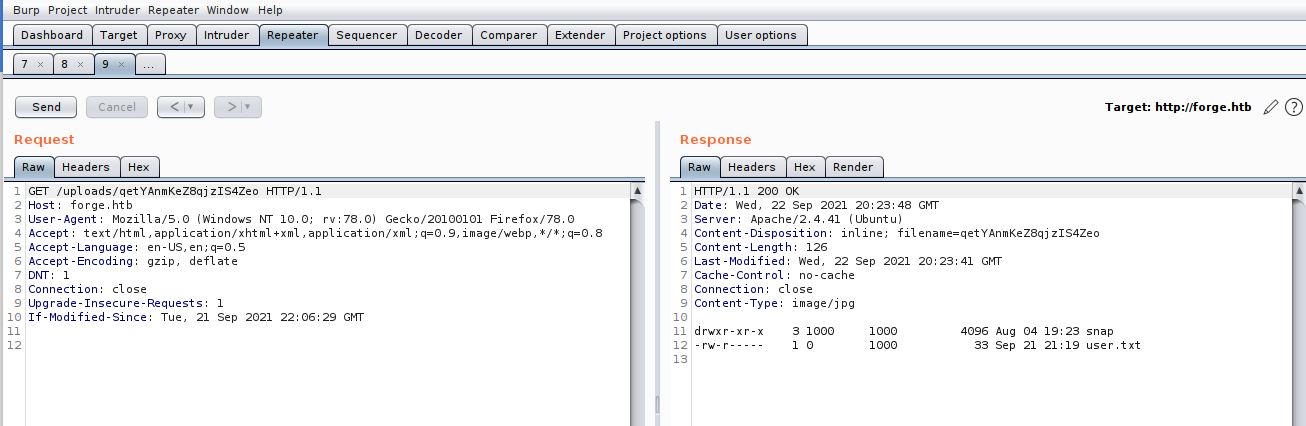 Burp Project Intruder Repeater Window Help
Dashboard Target Proxy Intruder Repeater Sequencer Decoder Comparer Extender Project options User options
7 × 8 × 9 × ...
Send Cancel < ▼ > ▼ Target: http://forge.htb ?
Request
Raw Headers Hex
1 GET /uploads/qetYAnmKeZ8qjzIS4Zeo HTTP/1.1
2 Host: forge.htb
3 User-Agent: Mozilla/5.0 (Windows NT 10.0; rv:78.0) Gecko/20100101 Firefox/78.0
4 Accept: text/html,application/xhtml+xml,application/xml;q=0.9,image/webp,*/*;q=0.8
5 Accept-Language: en-US,en;q=0.5
6 Accept-Encoding: gzip, deflate
7 DNT: 1
8 Connection: close
9 Upgrade-Insecure-Requests: 1
10 If-Modified-Since: Tue, 21 Sep 2021 22:06:29 GMT
11
12
Response
Raw Headers Hex Render
1 HTTP/1.1 200 OK
2 Date: Wed, 22 Sep 2021 20:23:48 GMT
3 Server: Apache/2.4.41 (Ubuntu)
4 Content-Disposition: inline; filename=qetYAnmKeZ8qjzIS4Zeo
5 Content-Length: 126
6 Last-Modified: Wed, 22 Sep 2021 20:23:41 GMT
7 Cache-Control: no-cache
8 Connection: close
9 Content-Type: image/jpg
10
11 drwxr-xr-x 3 1000 1000 4096 Aug 04 19:23 snap
12 -rw-r----- 1 0 1000 33 Sep 21 21:19 user.txt
13